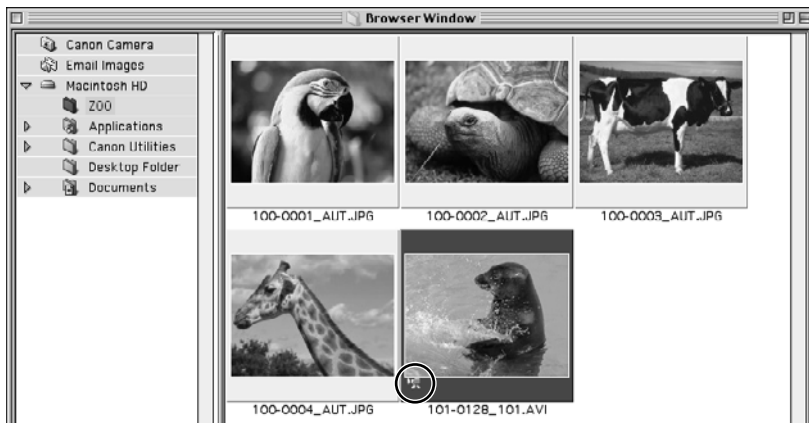 Browser Window
Canon Camera
Email Images
Macintosh HD
ZOO
Applications
Canon Utilities
Desktop Folder
Documents
100-0001_AUT.JPG
100-0002_AUT.JPG
100-0003_AUT.JPG
100-0004_AUT.JPG
101-0128_101.AVI